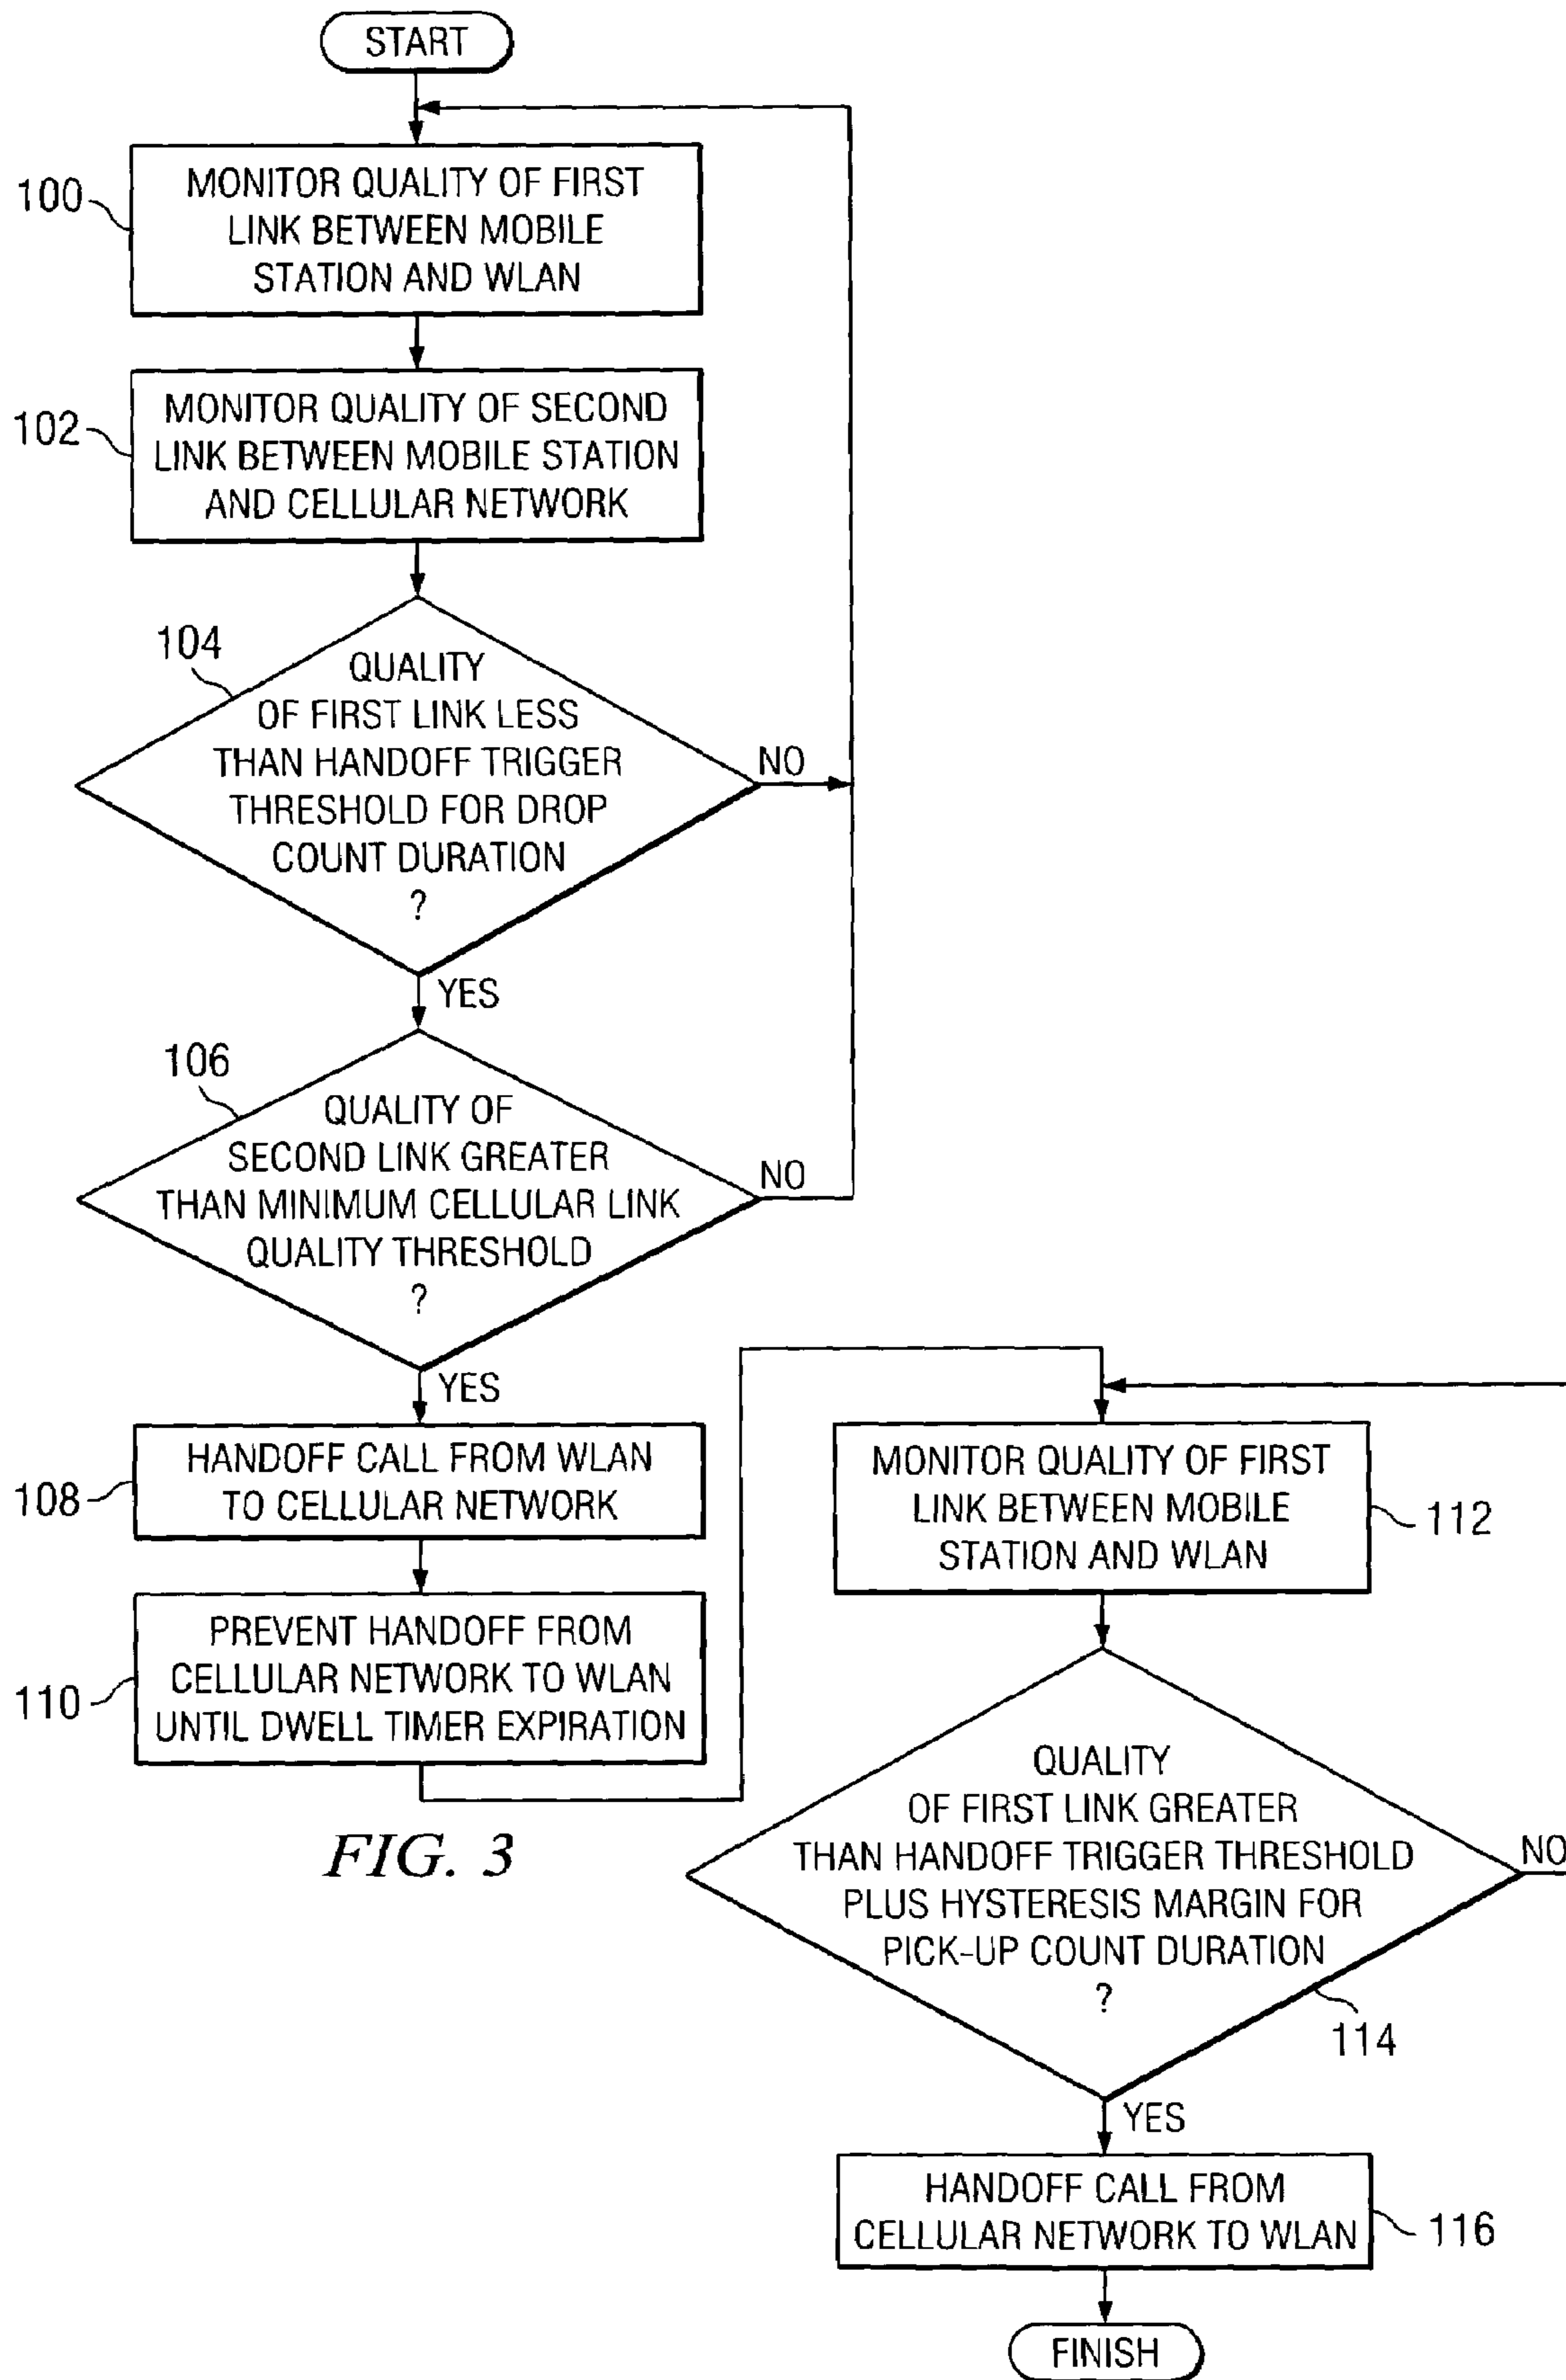 START
100
MONITOR QUALITY OF FIRST
LINK BETWEEN MOBILE
STATION AND WLAN
102
MONITOR QUALITY OF SECOND
LINK BETWEEN MOBILE STATION
AND CELLULAR NETWORK
104
QUALITY
OF FIRST LINK LESS
THAN HANDOFF TRIGGER
THRESHOLD FOR DROP
COUNT DURATION
?
NO
YES
106
QUALITY OF
SECOND LINK GREATER
THAN MINIMUM CELLULAR LINK
QUALITY THRESHOLD
?
NO
YES
108
HANDOFF CALL FROM WLAN
TO CELLULAR NETWORK
110
PREVENT HANDOFF FROM
CELLULAR NETWORK TO WLAN
UNTIL DWELL TIMER EXPIRATION
FIG. 3
MONITOR QUALITY OF FIRST
LINK BETWEEN MOBILE
STATION AND WLAN
112
QUALITY
OF FIRST LINK GREATER
THAN HANDOFF TRIGGER THRESHOLD
PLUS HYSTERESIS MARGIN FOR
PICK-UP COUNT DURATION
?
NO
114
YES
HANDOFF CALL FROM
CELLULAR NETWORK TO WLAN
116
FINISH